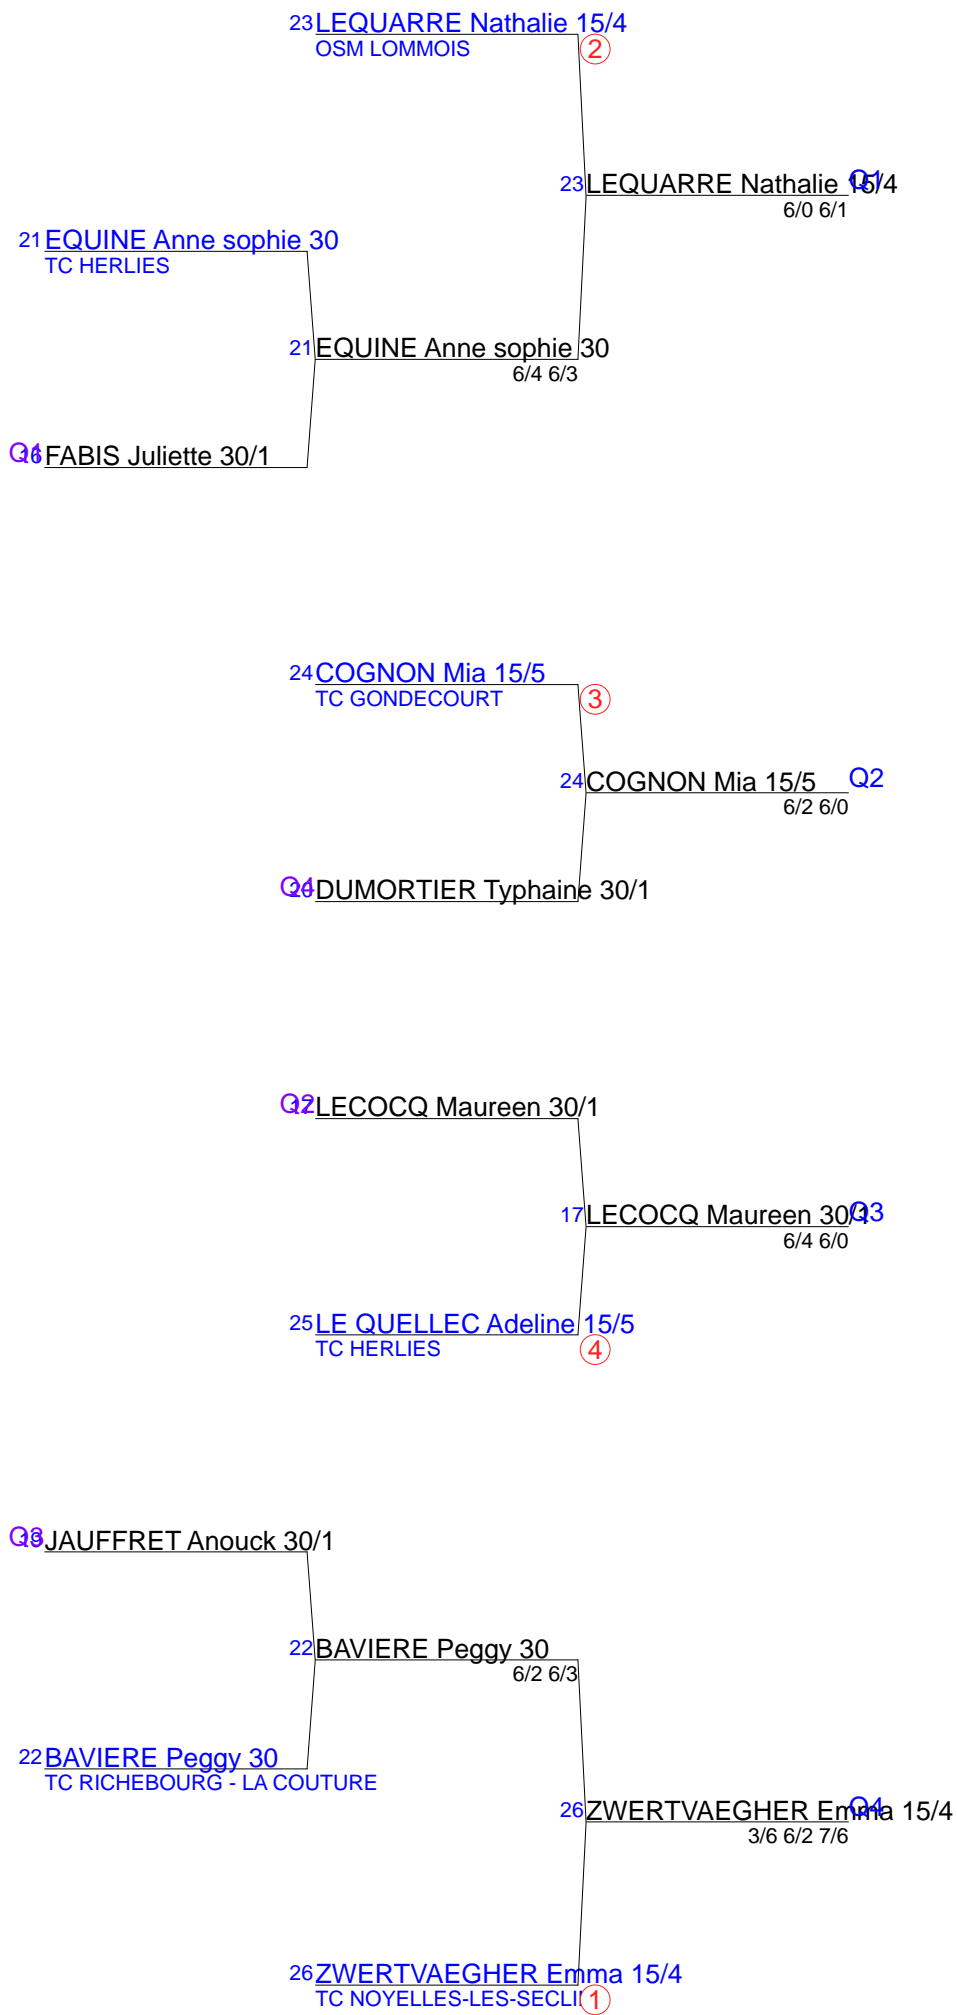 23 LEQUARRE Nathalie 15/4
OSM LOMMOIS
2
23 LEQUARRE Nathalie 15/4 Q1
6/0 6/1
21 EQUINE Anne sophie 30
TC HERLIES
21 EQUINE Anne sophie 30
6/4 6/3
Q1 16 FABIS Juliette 30/1
24 COGNON Mia 15/5
TC GONDECOURT
3
24 COGNON Mia 15/5 Q2
6/2 6/0
Q4 20 DUMORTIER Typhaine 30/1
Q2 17 LECOCQ Maureen 30/1
17 LECOCQ Maureen 30/1 Q3
6/4 6/0
25 LE QUELLEC Adeline 15/5
TC HERLIES
4
Q3 19 JAUFFRET Anouck 30/1
22 BAVIERE Peggy 30
6/2 6/3
22 BAVIERE Peggy 30
TC RICHEBOURG - LA COUTURE
26 ZWERTVAEGHER Emma 15/4 Q4
3/6 6/2 7/6
26 ZWERTVAEGHER Emma 15/4
TC NOYELLES-LES-SECLIN
1